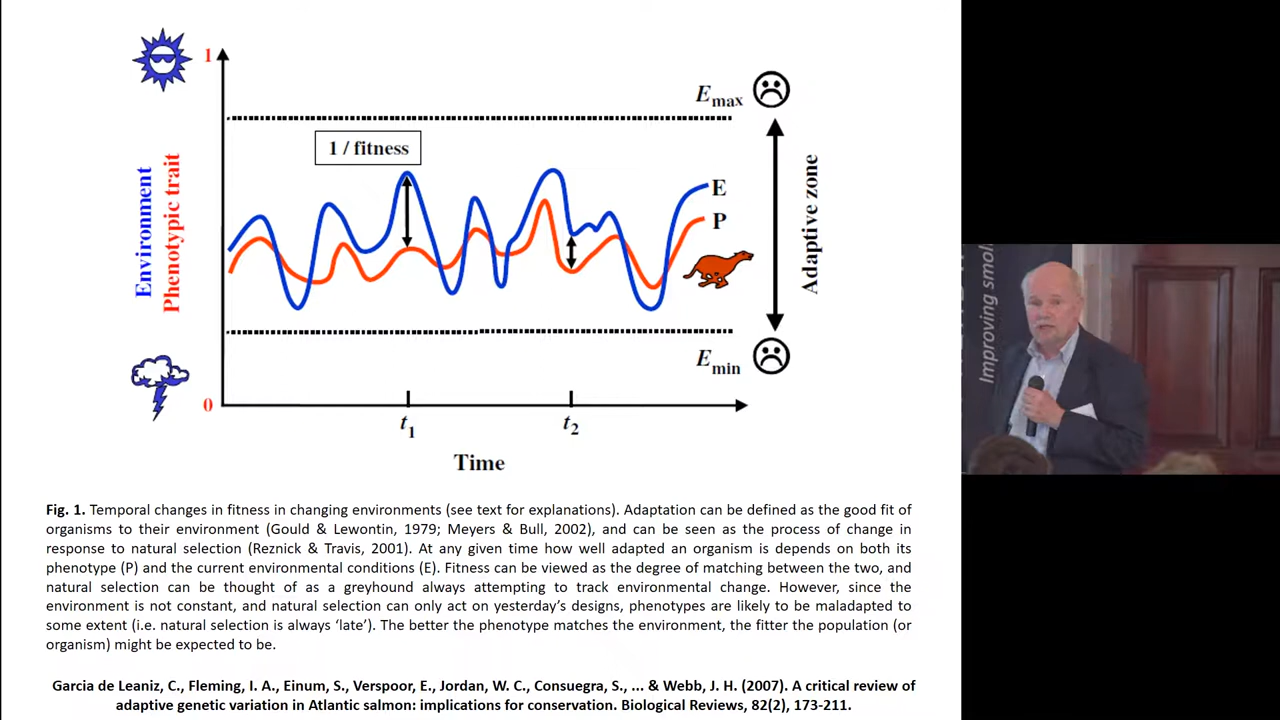 1
E max
1 / fitness
Environment
Phenotypic trait
E
P
Adaptive zone
E min
0
t1
t2
Time
Fig. 1. Temporal changes in fitness in changing environments (see text for explanations). Adaptation can be defined as the good fit of
organisms to their environment (Gould & Lewontin, 1979; Meyers & Bull, 2002), and can be seen as the process of change in
response to natural selection (Reznick & Travis, 2001). At any given time how well adapted an organism is depends on both its
phenotype (P) and the current environmental conditions (E). Fitness can be viewed as the degree of matching between the two, and
natural selection can be thought of as a greyhound always attempting to track environmental change. However, since the
environment is not constant, and natural selection can only act on yesterday's designs, phenotypes are likely to be maladapted to
some extent (i.e. natural selection is always 'late'). The better the phenotype matches the environment, the fitter the population (or
organism) might be expected to be.
Garcia de Leaniz, C., Fleming, I. A., Einum, S., Verspoor, E., Jordan, W. C., Consuegra, S., ... & Webb, J. H. (2007). A critical review of
adaptive genetic variation in Atlantic salmon: implications for conservation. Biological Reviews, 82(2), 173-211.
Improving smol